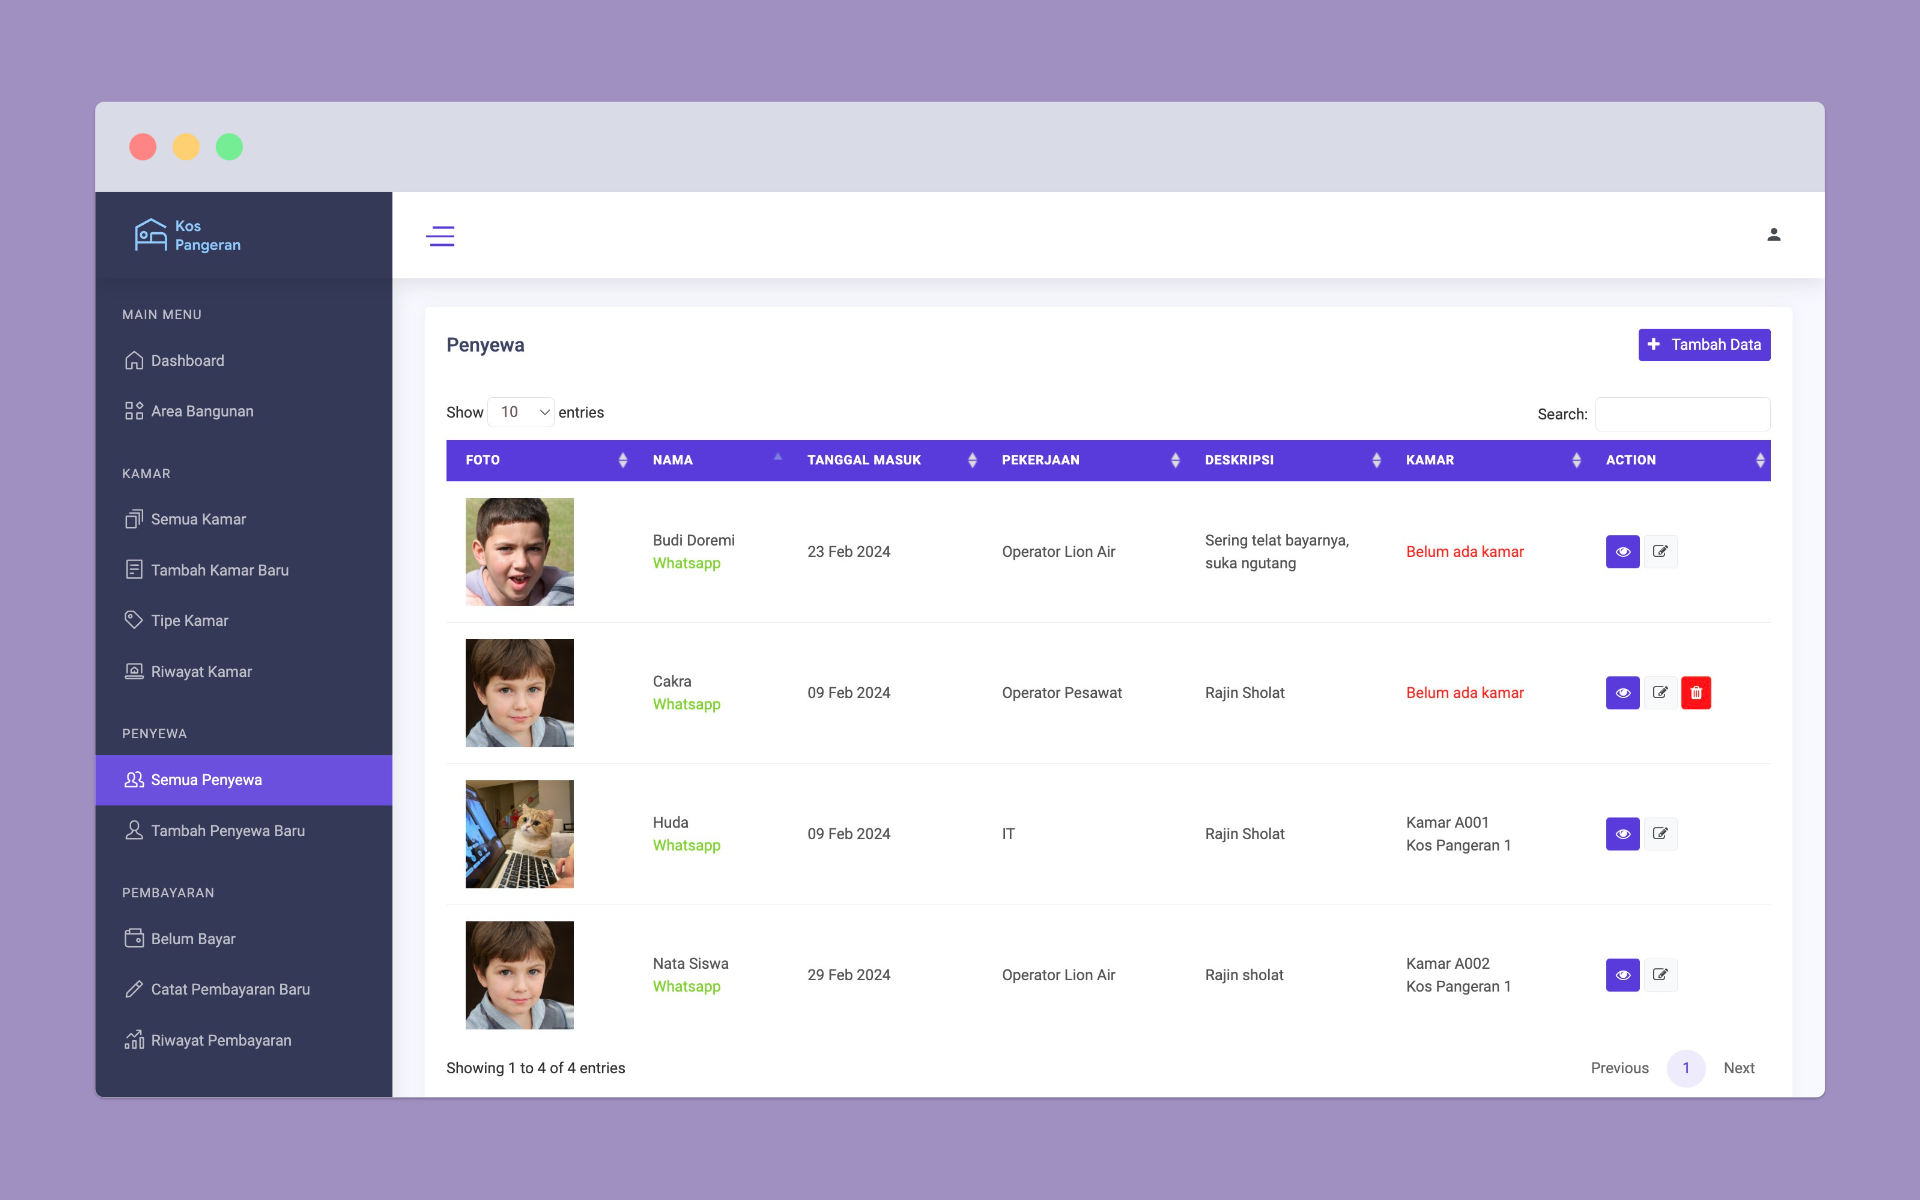 Kos
Pangeran
MAIN MENU
Dashboard
Area Bangunan
KAMAR
Semua Kamar
Tambah Kamar Baru
Tipe Kamar
Riwayat Kamar
PENYEWA
Semua Penyewa
Tambah Penyewa Baru
PEMBAYARAN
Belum Bayar
Catat Pembayaran Baru
Riwayat Pembayaran
Penyewa
Tambah Data
Show 10 entries
Search:
FOTO NAMA TANGGAL MASUK PEKERJAAN DESKRIPSI KAMAR ACTION
Budi Doremi
Whatsapp
23 Feb 2024
Operator Lion Air
Sering telat bayarnya,
suka ngutang
Belum ada kamar
Cakra
Whatsapp
09 Feb 2024
Operator Pesawat
Rajin Sholat
Belum ada kamar
Huda
Whatsapp
09 Feb 2024
IT
Rajin Sholat
Kamar A001
Kos Pangeran 1
Nata Siswa
Whatsapp
29 Feb 2024
Operator Lion Air
Rajin sholat
Kamar A002
Kos Pangeran 1
Showing 1 to 4 of 4 entries
Previous 1 Next